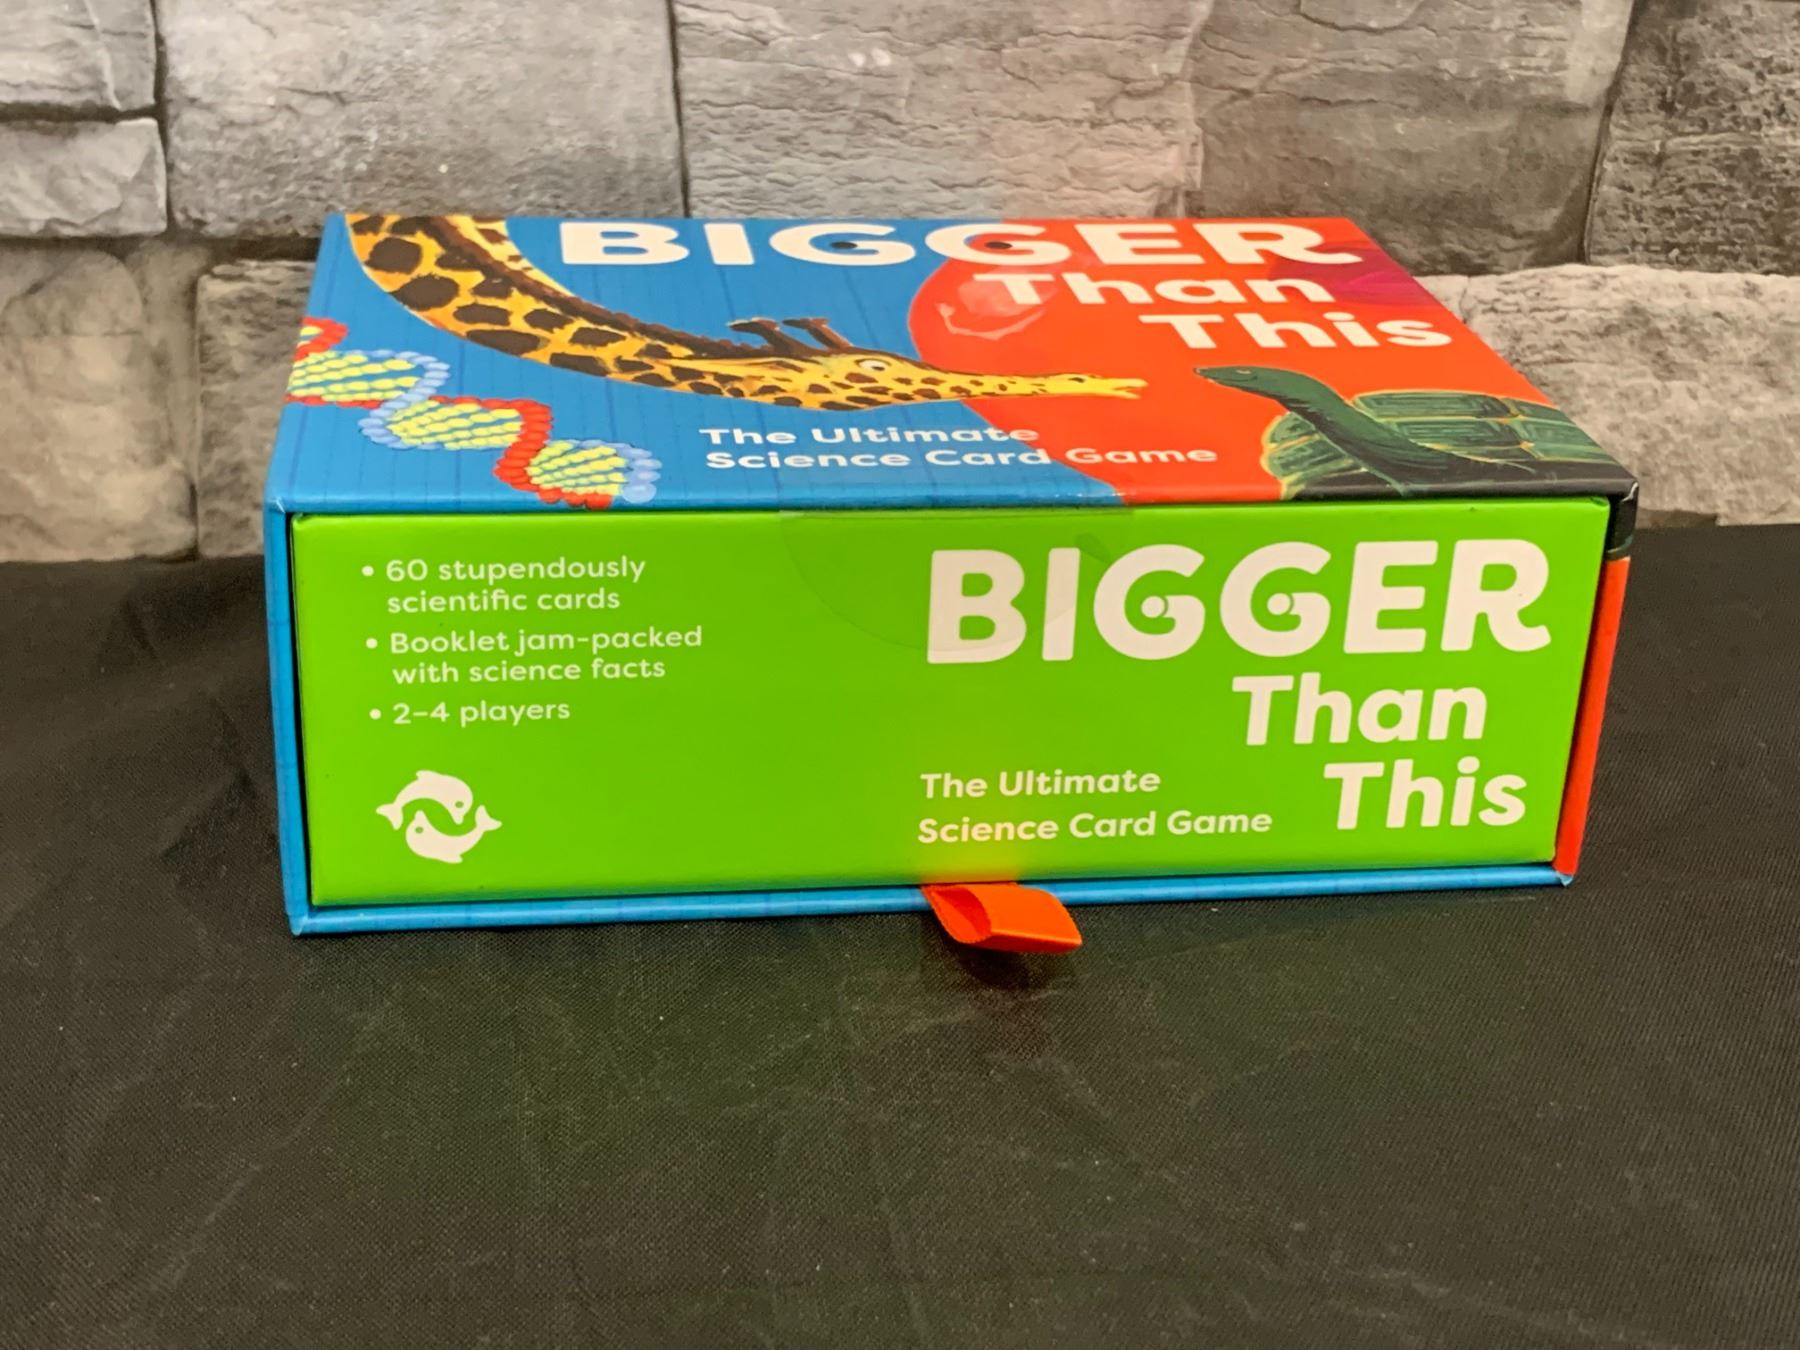 BIGGER
Than
This
The Ultimate
Science Card Game
• 60 stupendously
scientific cards
• Booklet jam-packed
with science facts
• 2–4 players
BIGGER
Than
This
The Ultimate
Science Card Game